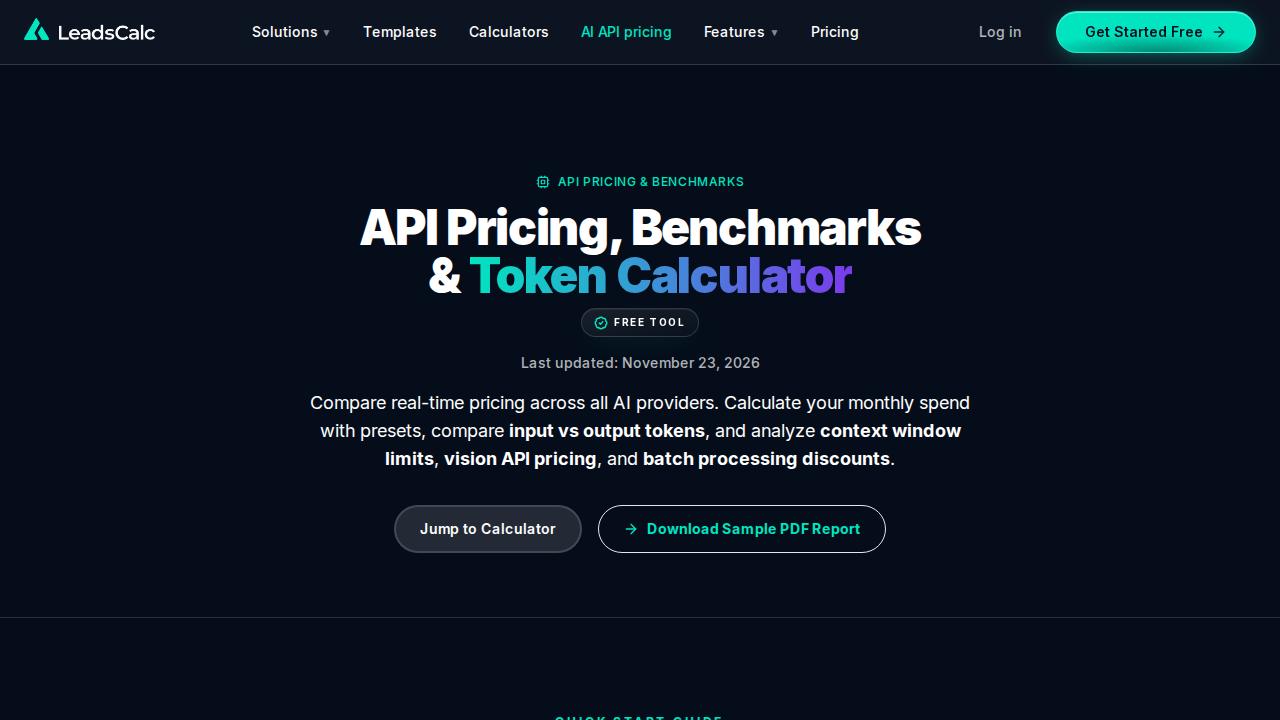 LeadsCalc
Solutions ▼
Templates
Calculators
AI API pricing
Features ▼
Pricing
Log in
Get Started Free →
API PRICING & BENCHMARKS
API Pricing, Benchmarks
& Token Calculator
FREE TOOL
Last updated: November 23, 2026
Compare real-time pricing across all AI providers. Calculate your monthly spend
with presets, compare input vs output tokens, and analyze context window
limits, vision API pricing, and batch processing discounts.
Jump to Calculator
→ Download Sample PDF Report
QUICK START GUIDE